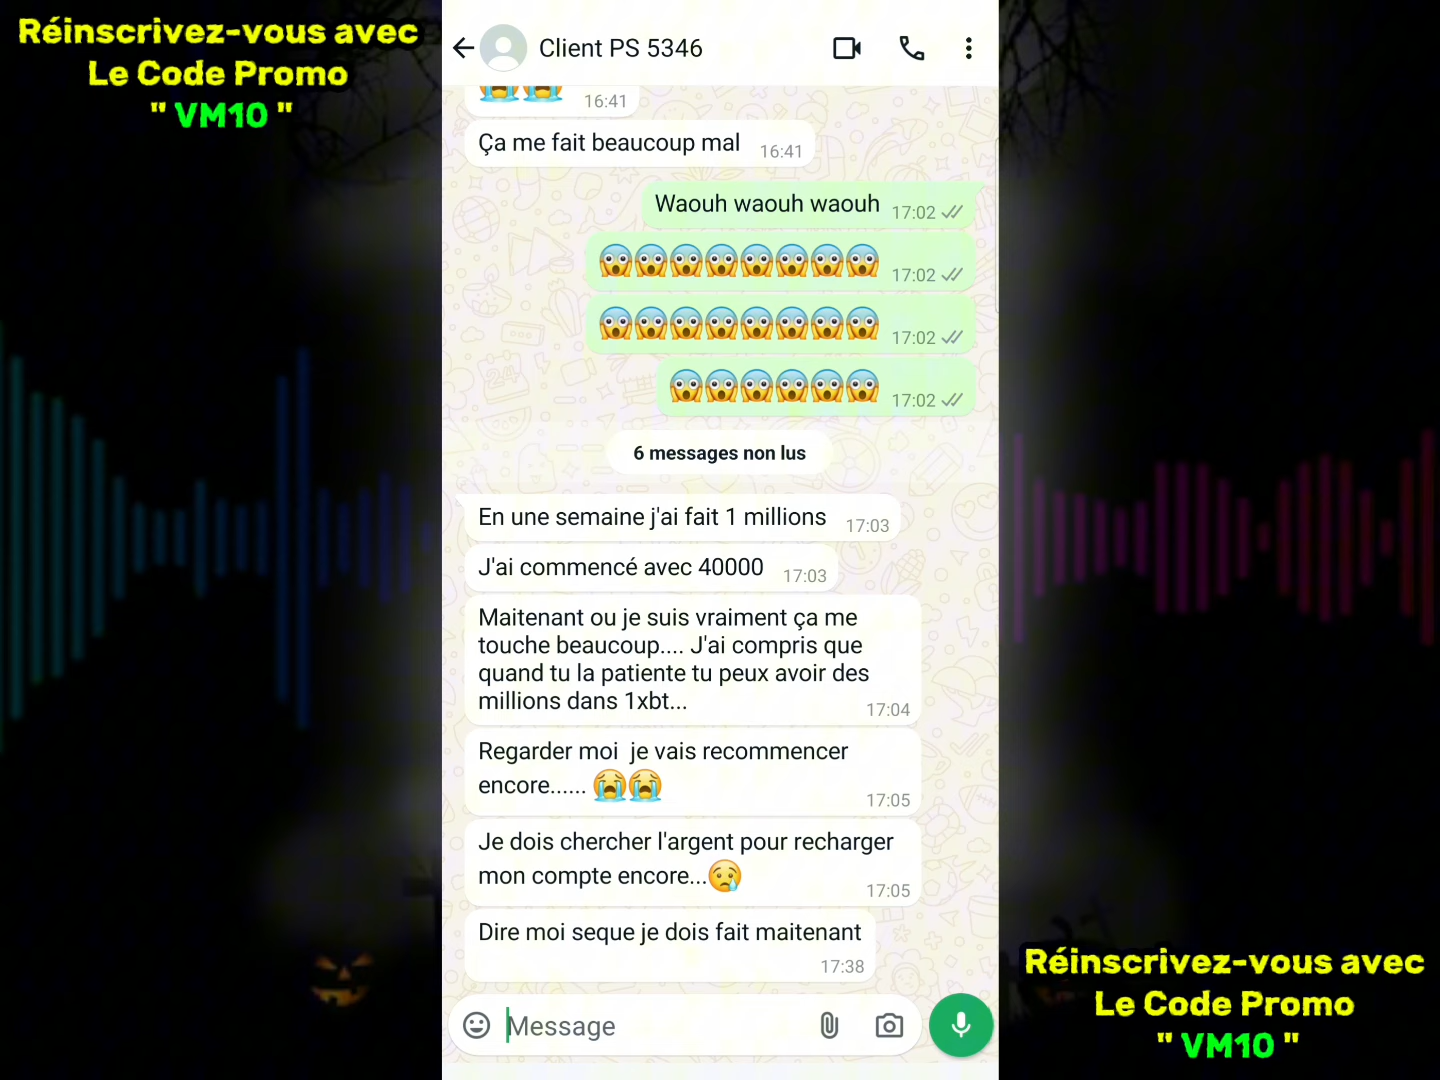 Réinscrivez-vous avec
Le Code Promo
" VM10 "
Client PS 5346
16:41
Ça me fait beaucoup mal 16:41
Waouh waouh waouh 17:02
😱😱😱😱😱😱😱😱 17:02
😱😱😱😱😱😱😱😱 17:02
😱😱😱😱😱😱 17:02
6 messages non lus
En une semaine j'ai fait 1 millions 17:03
J'ai commencé avec 40000 17:03
Maitenant ou je suis vraiment ça me
touche beaucoup.... J'ai compris que
quand tu la patiente tu peux avoir des
millions dans 1xbt...
17:04
Regarder moi  je vais recommencer
encore...... 😭😭
17:05
Je dois chercher l'argent pour recharger
mon compte encore...😢
17:05
Dire moi seque je dois fait maitenant
17:38
Message
Réinscrivez-vous avec
Le Code Promo
" VM10 "